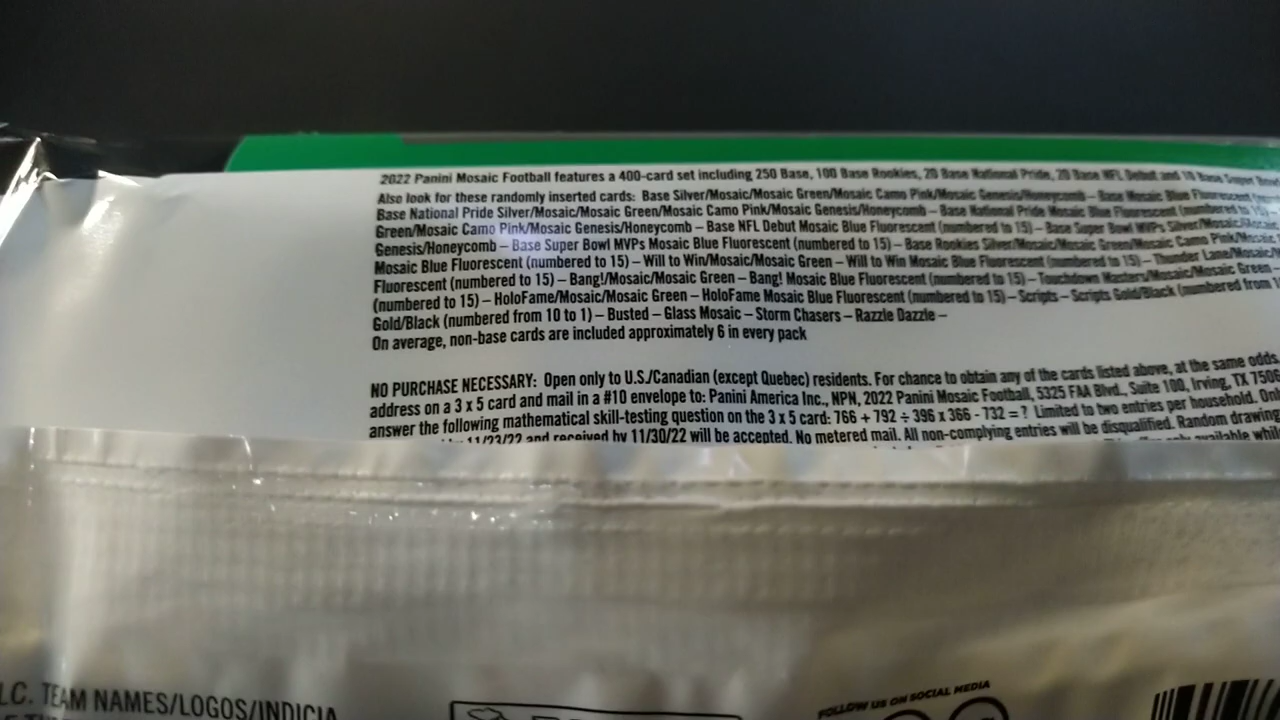 2022 Panini Mosaic Football features a 400-card set including 250 Base, 100 Base Rookies, 20 Base National Pride, 20 Base NFL Debut and 10 Base Super Bowl
Also look for these randomly inserted cards: Base Silver/Mosaic/Mosaic Green/Mosaic Camo Pink/Mosaic Genesis/Honeycomb – Base Mosaic Blue Fluorescent
Base National Pride Silver/Mosaic/Mosaic Green/Mosaic Camo Pink/Mosaic Genesis/Honeycomb – Base National Pride Mosaic Blue Fluorescent (numbered to 15) –
Green/Mosaic Camo Pink/Mosaic Genesis/Honeycomb – Base NFL Debut Mosaic Blue Fluorescent (numbered to 15) – Base Super Bowl MVPs Silver/Mosaic/Mosaic
Genesis/Honeycomb – Base Super Bowl MVPs Mosaic Blue Fluorescent (numbered to 15) – Base Rookies Silver/Mosaic/Mosaic Green/Mosaic Camo Pink/Mosaic
Mosaic Blue Fluorescent (numbered to 15) – Will to Win/Mosaic/Mosaic Green – Will to Win Mosaic Blue Fluorescent (numbered to 15) – Thunder Lane/Mosaic/
Fluorescent (numbered to 15) – Bang!/Mosaic/Mosaic Green – Bang! Mosaic Blue Fluorescent (numbered to 15) – Touchdown Masters/Mosaic/Mosaic Green –
(numbered to 15) – HoloFame/Mosaic/Mosaic Green – HoloFame Mosaic Blue Fluorescent (numbered to 15) – Scripts – Scripts Gold/Black (numbered from
Gold/Black (numbered from 10 to 1) – Busted – Glass Mosaic – Storm Chasers – Razzle Dazzle –
On average, non-base cards are included approximately 6 in every pack
NO PURCHASE NECESSARY: Open only to U.S./Canadian (except Quebec) residents. For chance to obtain any of the cards listed above, at the same odds,
address on a 3 x 5 card and mail in a #10 envelope to: Panini America Inc., NPN, 2022 Panini Mosaic Football, 5325 FAA Blvd., Suite 100, Irving, TX 7506
answer the following mathematical skill-testing question on the 3 x 5 card: 766 + 792 ÷ 396 x 366 - 732 = ? Limited to two entries per household. Onl
11/23/22 and received by 11/30/22 will be accepted. No metered mail. All non-complying entries will be disqualified. Random drawing
available while
LC. TEAM NAMES/LOGOS/INDICIA
FOLLOW US ON SOCIAL MEDIA